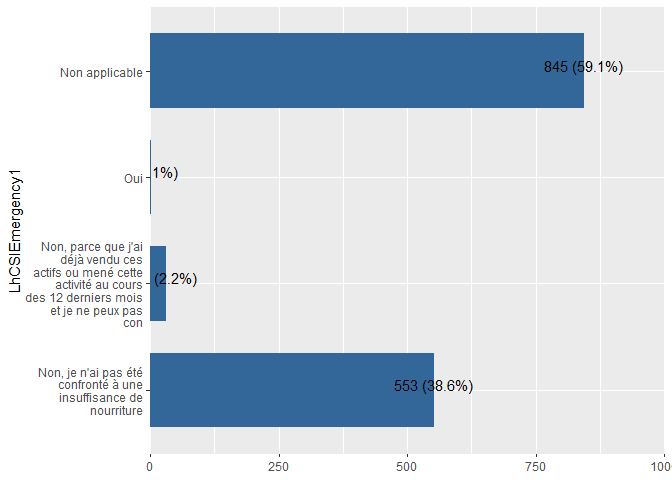 LhCSIEmergency1
Non applicable
845 (59.1%)
Oui
1%)
Non, parce que j'ai
déjà vendu ces
actifs ou mené cette
activité au cours
des 12 derniers mois
et je ne peux pas
con
(2.2%)
Non, je n'ai pas été
confronté à une
insuffisance de
nourriture
553 (38.6%)
0
250
500
750
100